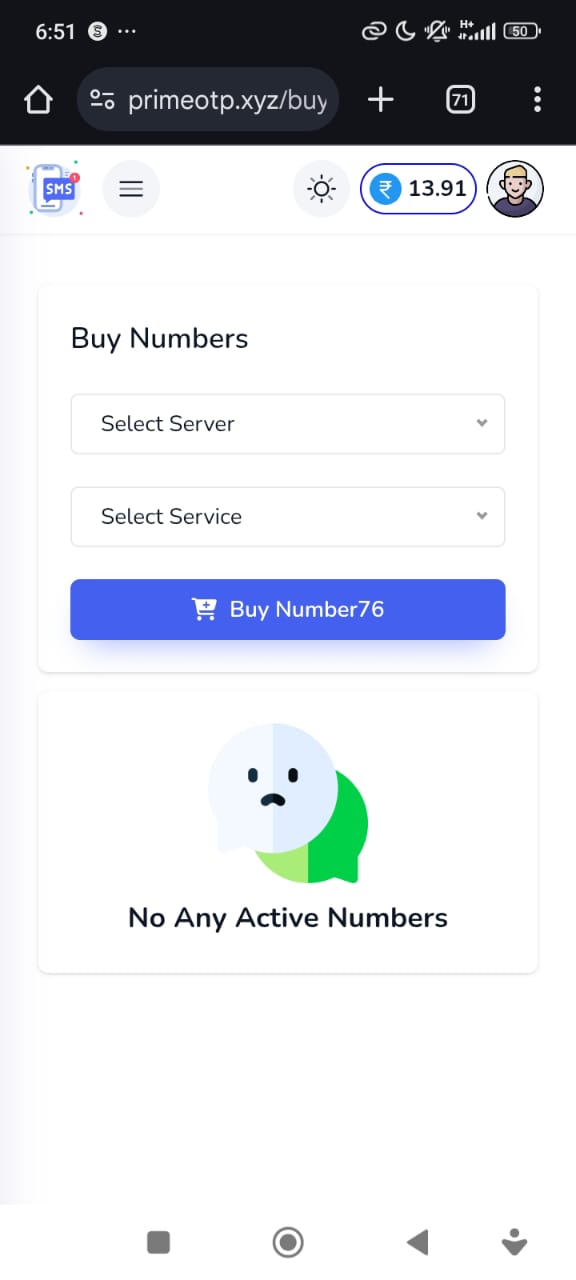 6:51
H+
50
primeotp.xyz/buy
71
SMS
1
₹ 13.91
Buy Numbers
Select Server
Select Service
Buy Number76
No Any Active Numbers